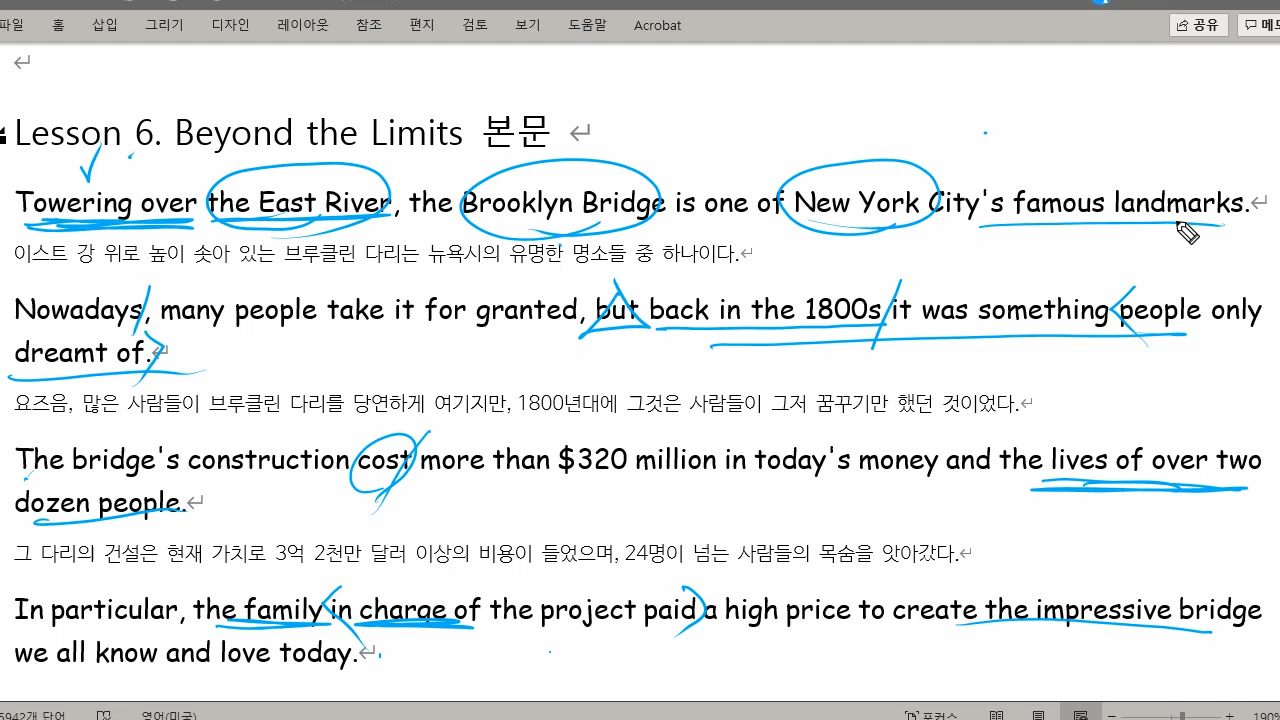 파일 홈 삽입 그리기 디자인 레이아웃 참조 편지 검토 보기 도움말 Acrobat 공유 메모
Lesson 6. Beyond the Limits 본문
Towering over the East River, the Brooklyn Bridge is one of New York City's famous landmarks.
이스트 강 위로 높이 솟아 있는 브루클린 다리는 뉴욕시의 유명한 명소들 중 하나이다.
Nowadays, many people take it for granted, but back in the 1800s it was something people only
dreamt of.
요즈음, 많은 사람들이 브루클린 다리를 당연하게 여기지만, 1800년대에 그것은 사람들이 그저 꿈꾸기만 했던 것이었다.
The bridge's construction cost more than $320 million in today's money and the lives of over two
dozen people.
그 다리의 건설은 현재 가치로 3억 2천만 달러 이상의 비용이 들었으며, 24명이 넘는 사람들의 목숨을 앗아갔다.
In particular, the family in charge of the project paid a high price to create the impressive bridge
we all know and love today.
5942개 단어 영어(미국) 포커스